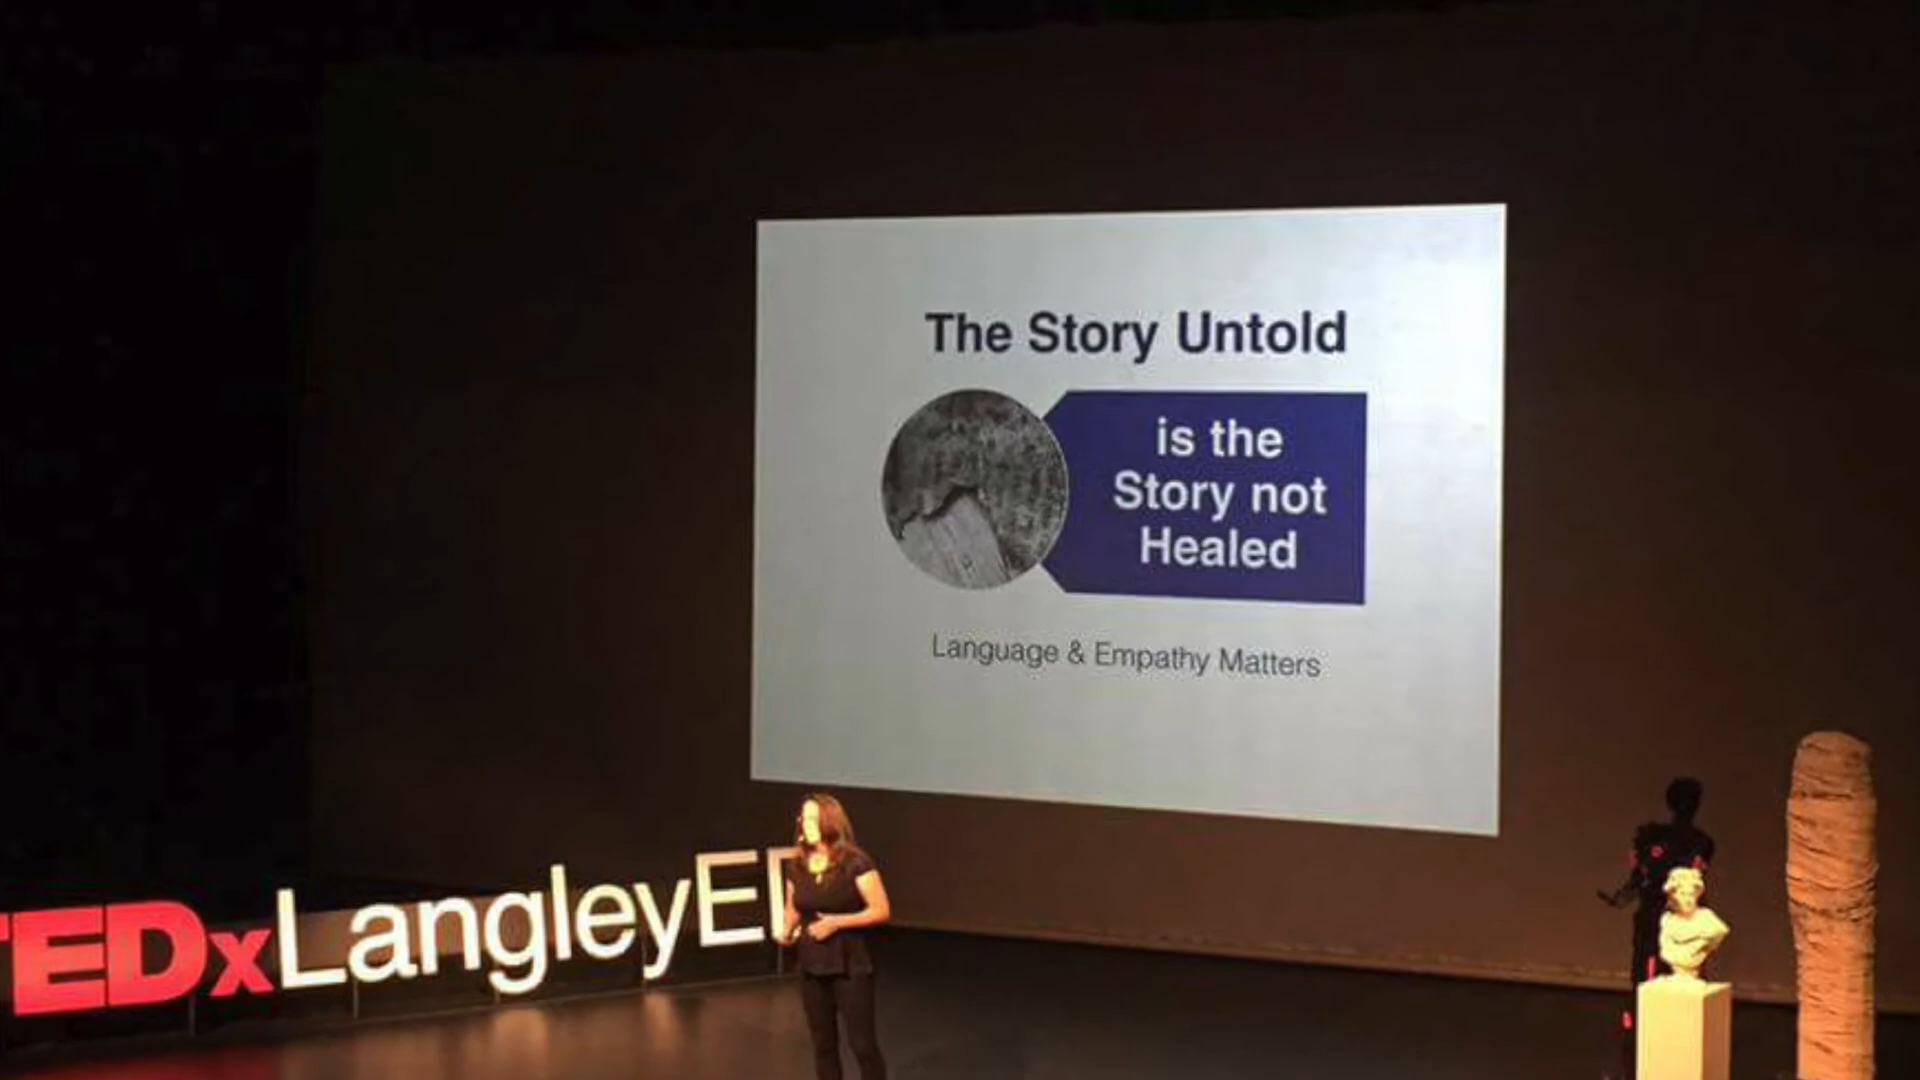 The Story Untold
is the
Story not
Healed
Language & Empathy Matters
TEDxLangleyED